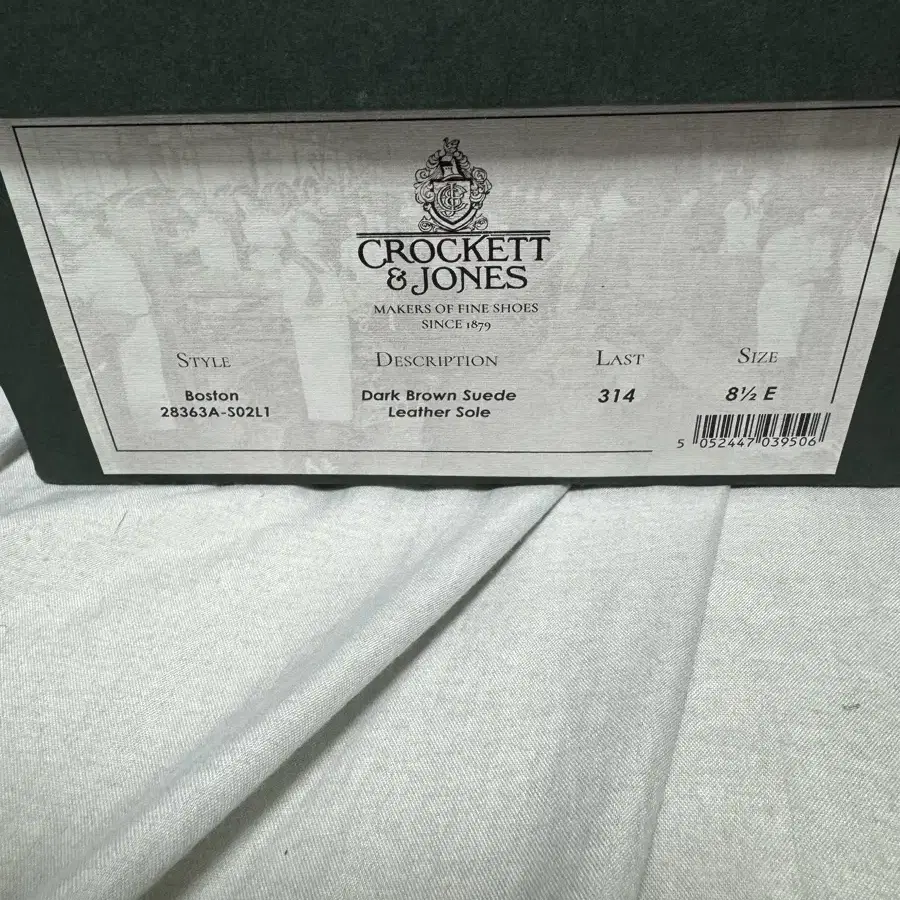 CROCKETT
& JONES
MAKERS OF FINE SHOES
SINCE 1879
STYLE DESCRIPTION LAST SIZE
Boston Dark Brown Suede 314 8½ E
28363A-S02L1 Leather Sole
5 052447 039506